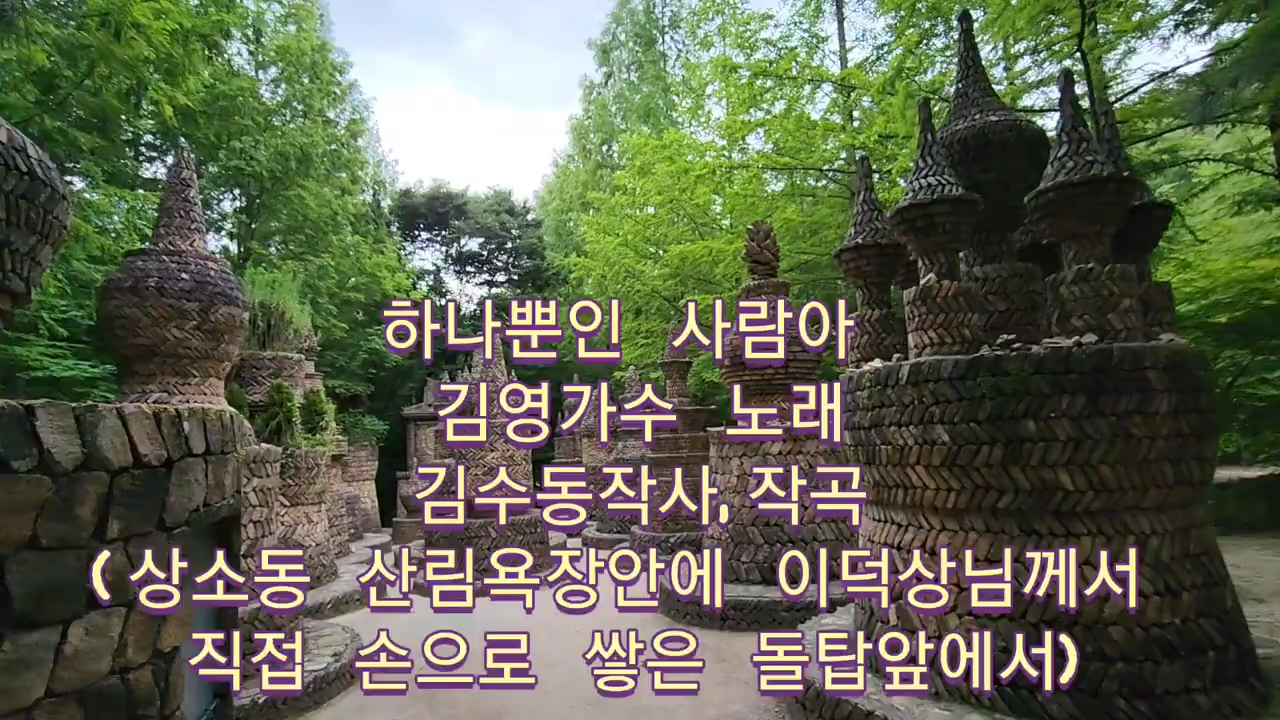 하나뿐인 사람아
김영가수 노래
김수동작사, 작곡
( 상소동 산림욕장안에 이덕상님께서
직접 손으로 쌓은 돌탑앞에서)